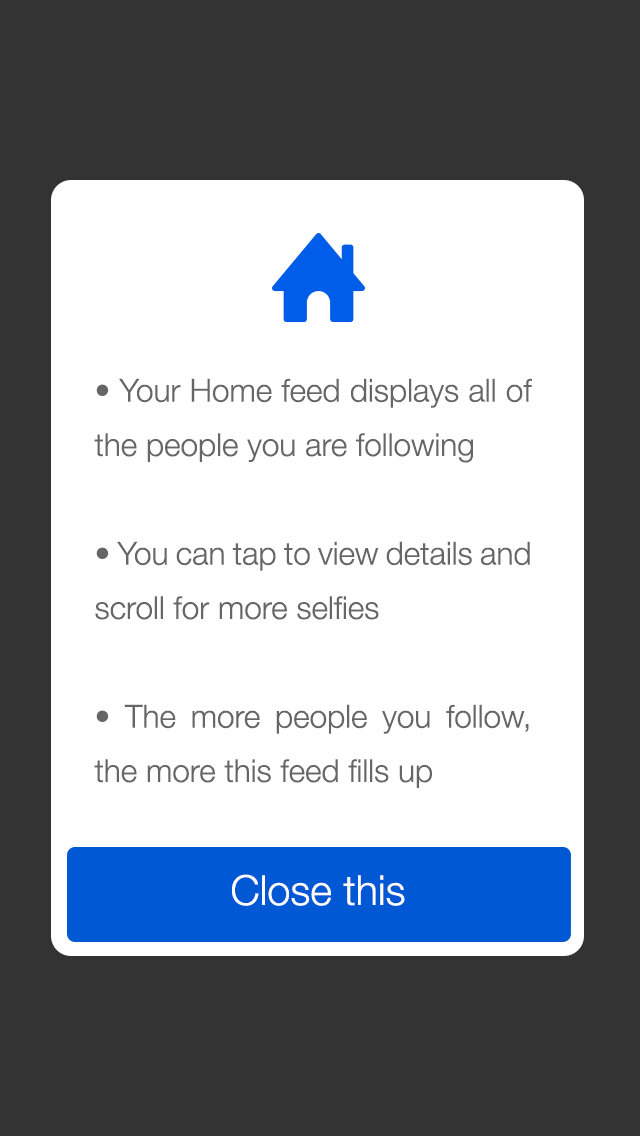 • Your Home feed displays all of
the people you are following
• You can tap to view details and
scroll for more selfies
• The more people you follow,
the more this feed fills up
Close this